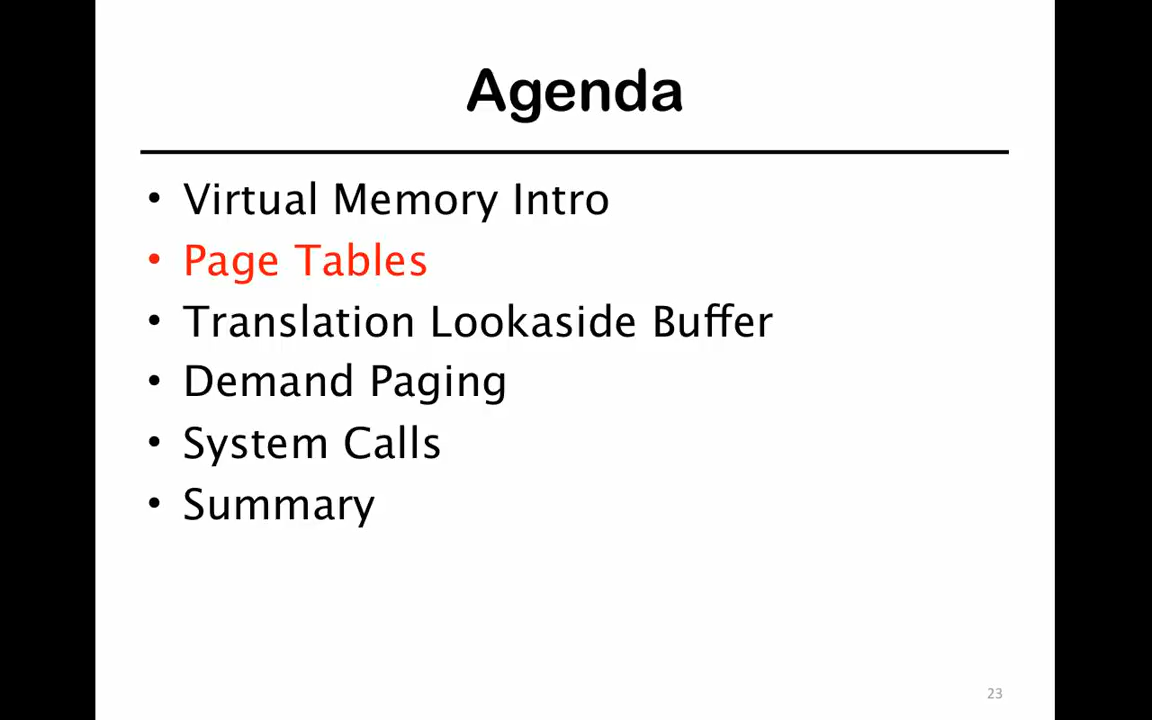 Agenda
• Virtual Memory Intro
• Page Tables
• Translation Lookaside Buffer
• Demand Paging
• System Calls
• Summary
23